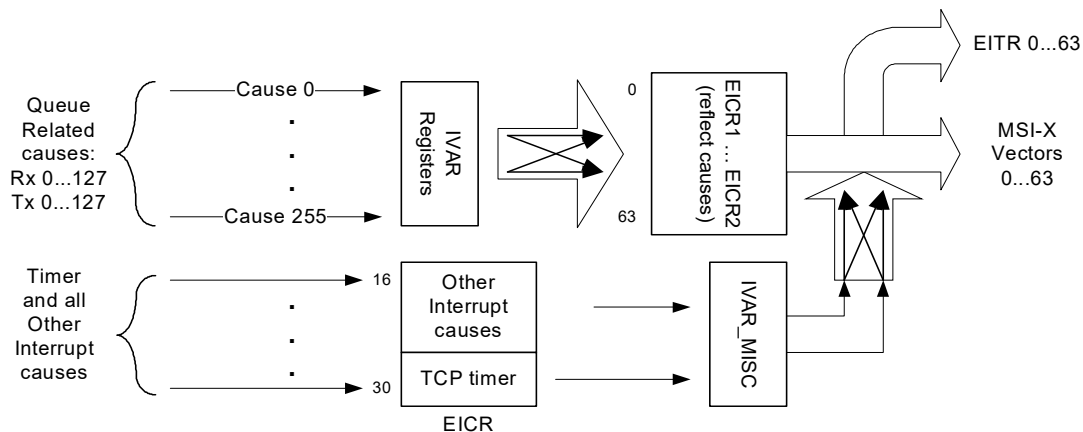 EITR 0...63
Queue
Related
causes:
Rx 0...127
Tx 0...127
Cause 0
.
.
.
Cause 255
IVAR
Registers
0
63
EICR1 ... EICR2
(reflect causes)
MSI-X
Vectors
0...63
Timer
and all
Other
Interrupt
causes
16
.
.
.
30
Other
Interrupt
causes
TCP timer
EICR
IVAR_MISC